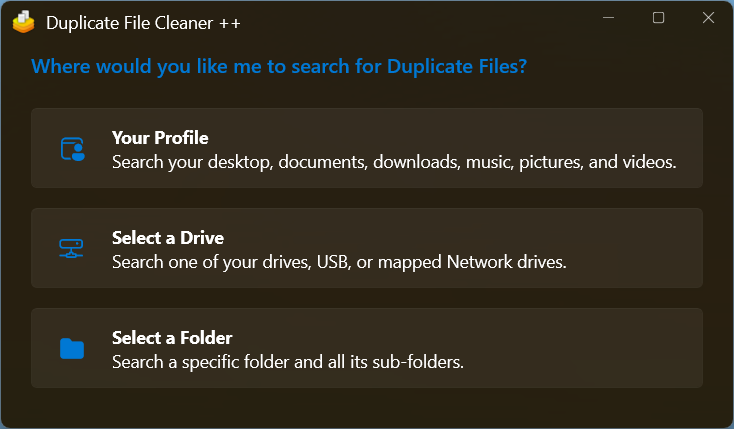 Duplicate File Cleaner ++
Where would you like me to search for Duplicate Files?
Your Profile
Search your desktop, documents, downloads, music, pictures, and videos.
Select a Drive
Search one of your drives, USB, or mapped Network drives.
Select a Folder
Search a specific folder and all its sub-folders.